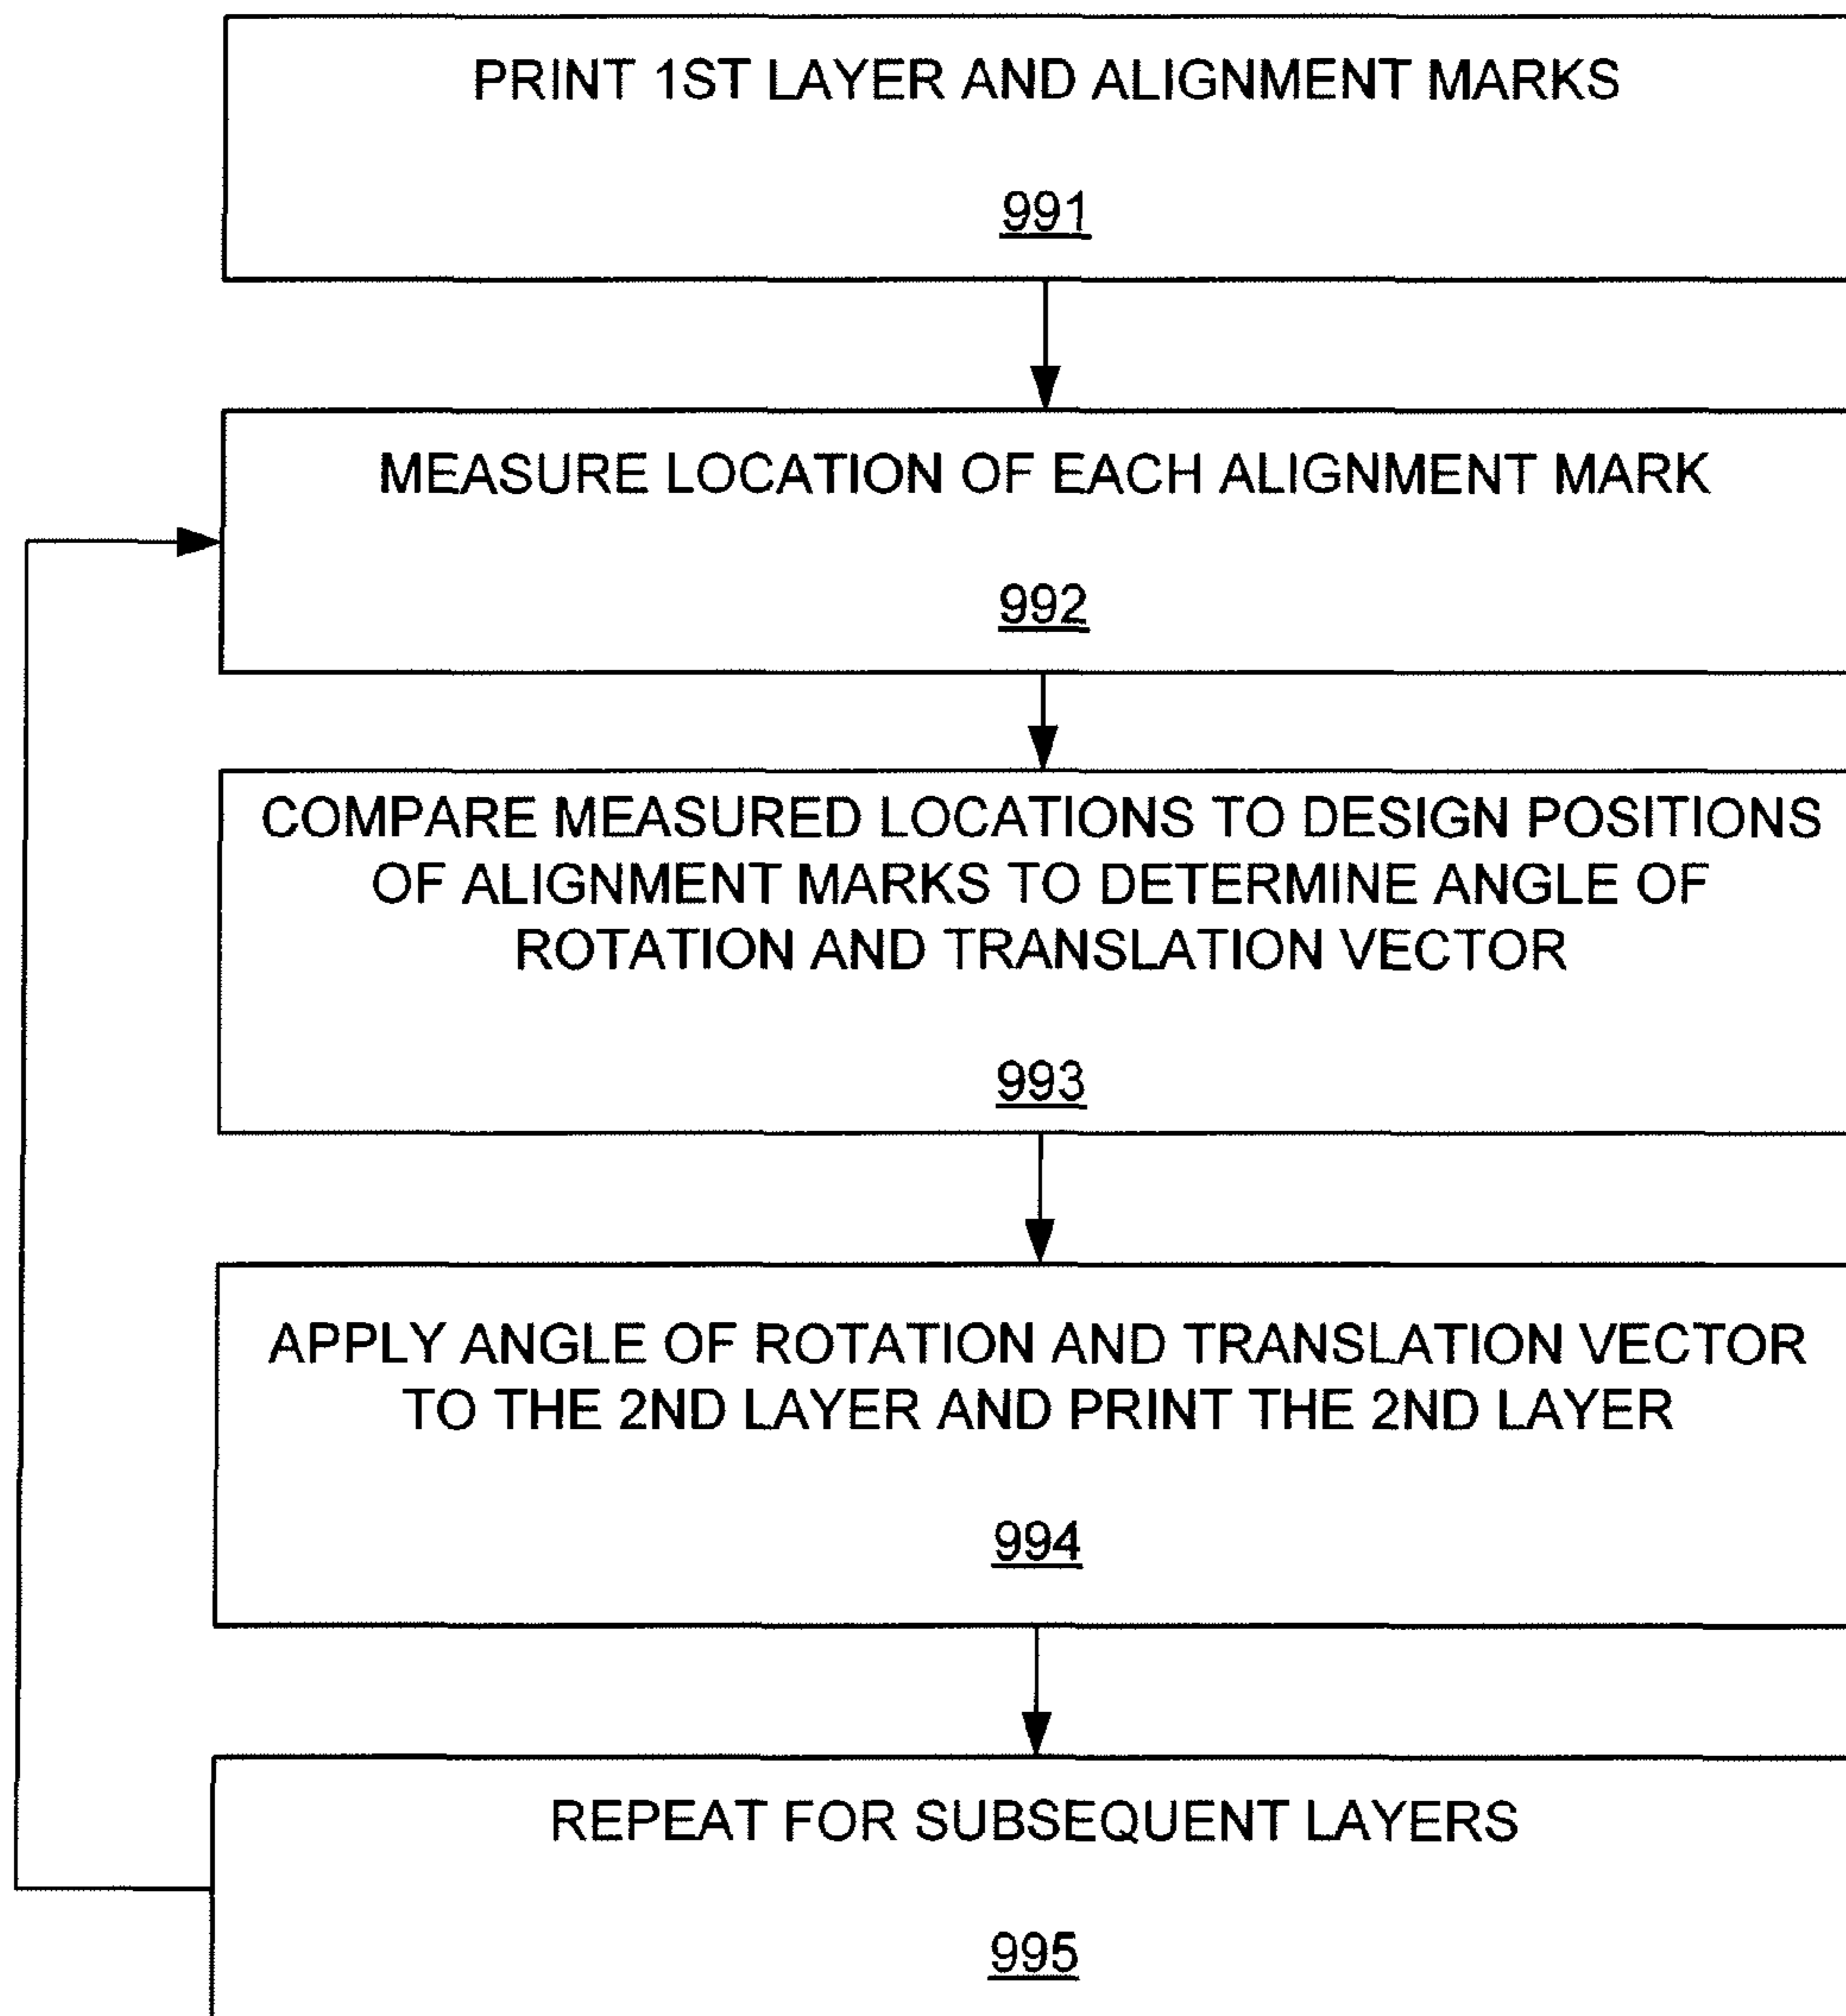 PRINT 1ST LAYER AND ALIGNMENT MARKS
991
MEASURE LOCATION OF EACH ALIGNMENT MARK
992
COMPARE MEASURED LOCATIONS TO DESIGN POSITIONS
OF ALIGNMENT MARKS TO DETERMINE ANGLE OF
ROTATION AND TRANSLATION VECTOR
993
APPLY ANGLE OF ROTATION AND TRANSLATION VECTOR
TO THE 2ND LAYER AND PRINT THE 2ND LAYER
994
REPEAT FOR SUBSEQUENT LAYERS
995